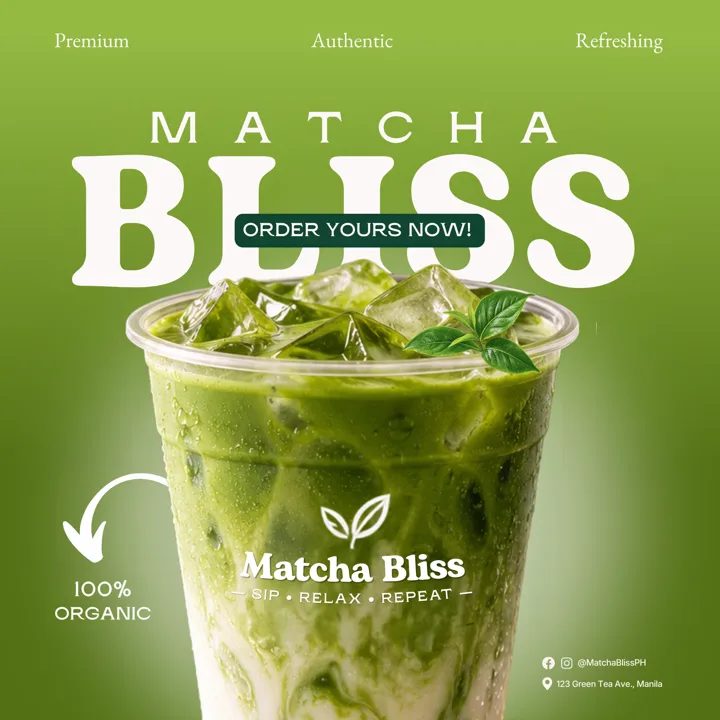 Premium Authentic Refreshing
MATCHA
BLISS
ORDER YOURS NOW!
Matcha Bliss
— SIP • RELAX • REPEAT —
100%
ORGANIC
@MatchaBlissPH
123 Green Tea Ave., Manila